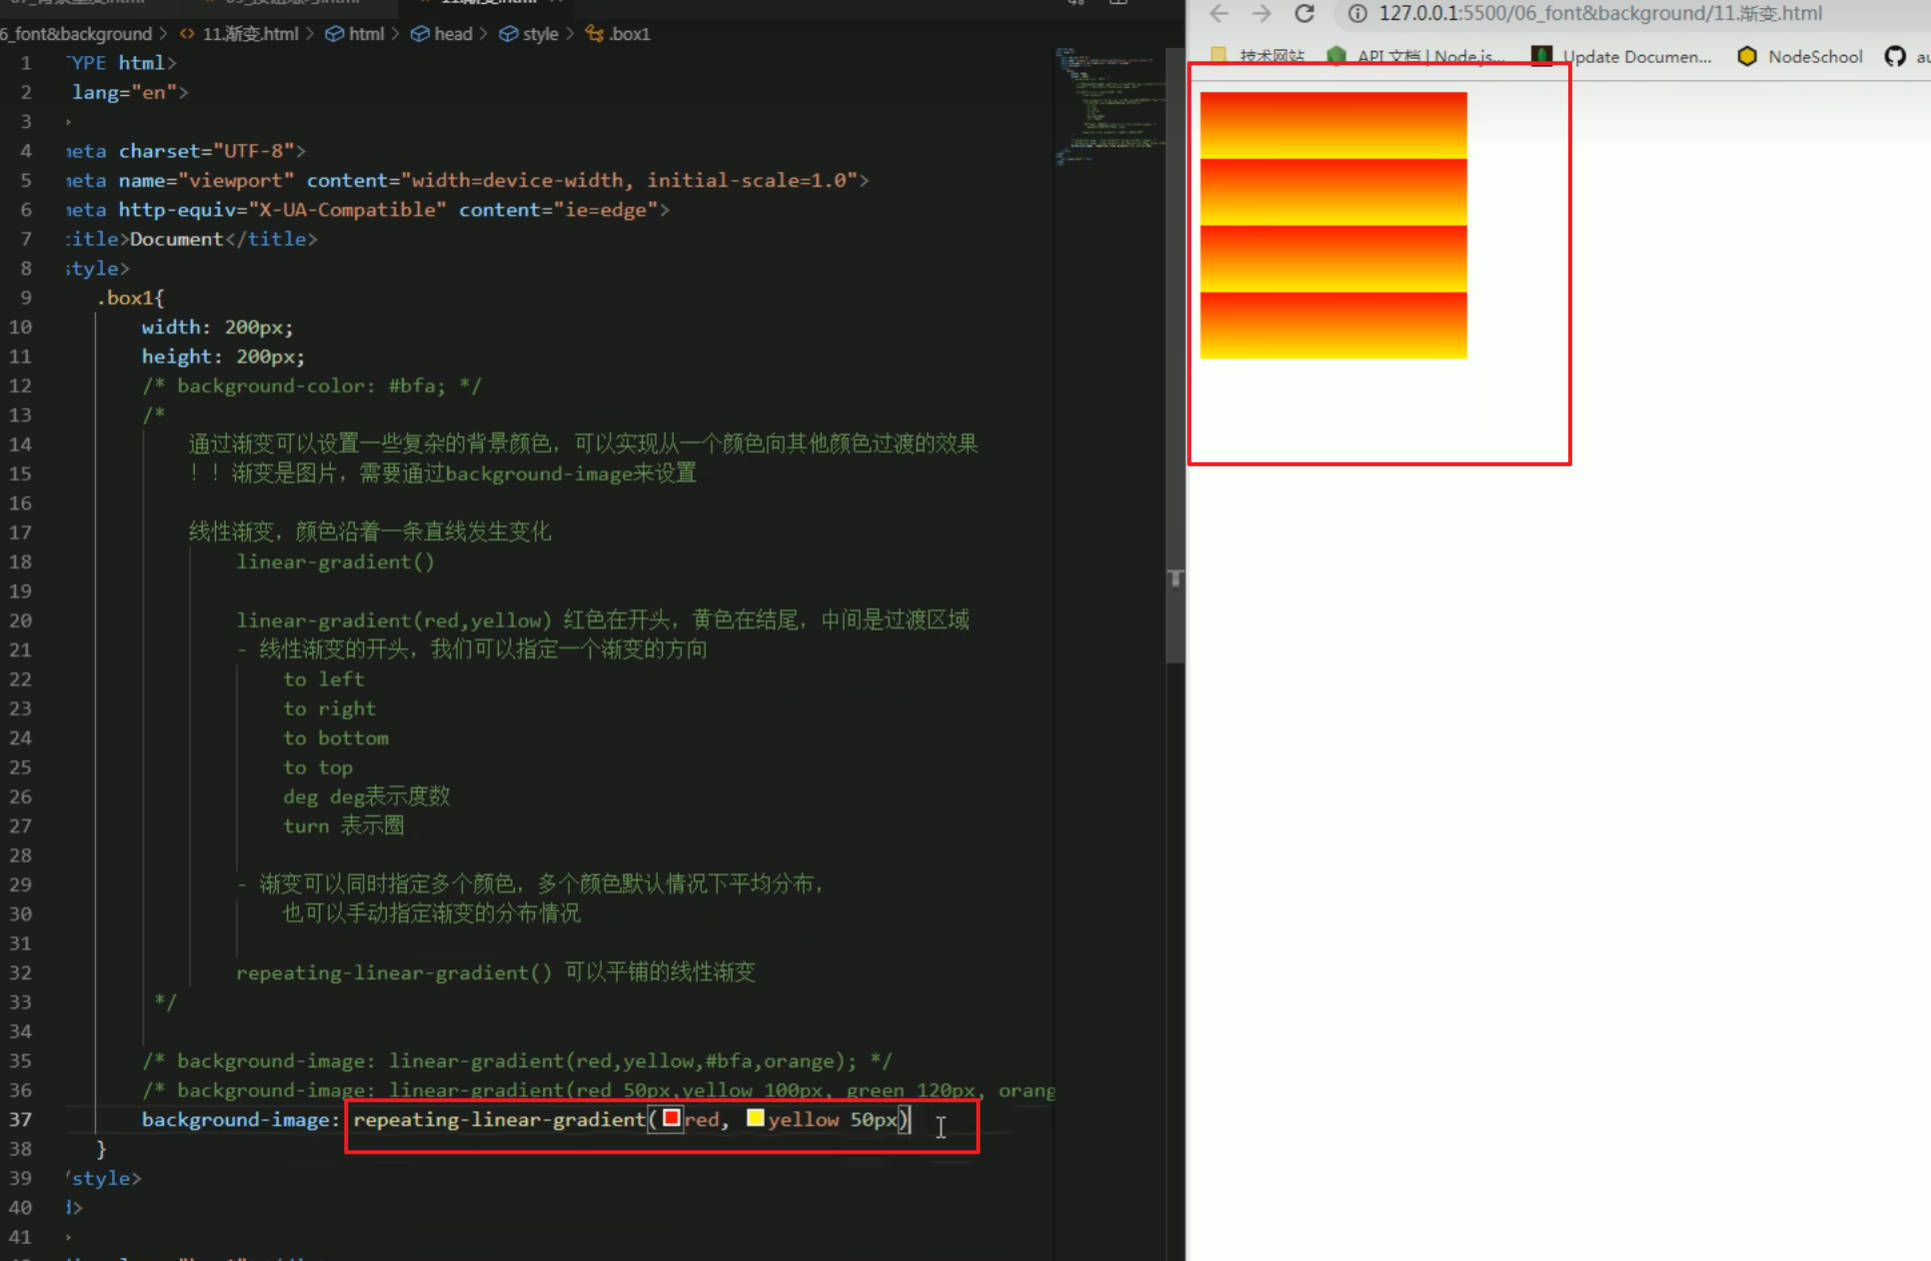 6_font&background > <> 11.渐变.html > html > head > style > .box1
1 YPE html>
2 lang="en">
3 >
4 meta charset="UTF-8">
5 meta name="viewport" content="width=device-width, initial-scale=1.0">
6 meta http-equiv="X-UA-Compatible" content="ie=edge">
7 title>Document</title>
8 style>
9 .box1{
10 width: 200px;
11 height: 200px;
12 /* background-color: #bfa; */
13 /*
14 通过渐变可以设置一些复杂的背景颜色，可以实现从一个颜色向其他颜色过渡的效果
15 ！！渐变是图片，需要通过background-image来设置
16
17 线性渐变，颜色沿着一条直线发生变化
18 linear-gradient()
19
20 linear-gradient(red,yellow) 红色在开头，黄色在结尾，中间是过渡区域
21 - 线性渐变的开头，我们可以指定一个渐变的方向
22 to left
23 to right
24 to bottom
25 to top
26 deg deg表示度数
27 turn 表示圈
28
29 - 渐变可以同时指定多个颜色，多个颜色默认情况下平均分布，
30 也可以手动指定渐变的分布情况
31
32 repeating-linear-gradient() 可以平铺的线性渐变
33 */
34
35 /* background-image: linear-gradient(red,yellow,#bfa,orange); */
36 /* background-image: linear-gradient(red 50px,yellow 100px, green 120px, orang
37 background-image: repeating-linear-gradient(red, yellow 50px)
38 }
39 /style>
40 d>
41 >
127.0.0.1:5500/06_font&background/11.渐变.html
技术网站 API 文档 | Node.js... Update Documen... NodeSchool au